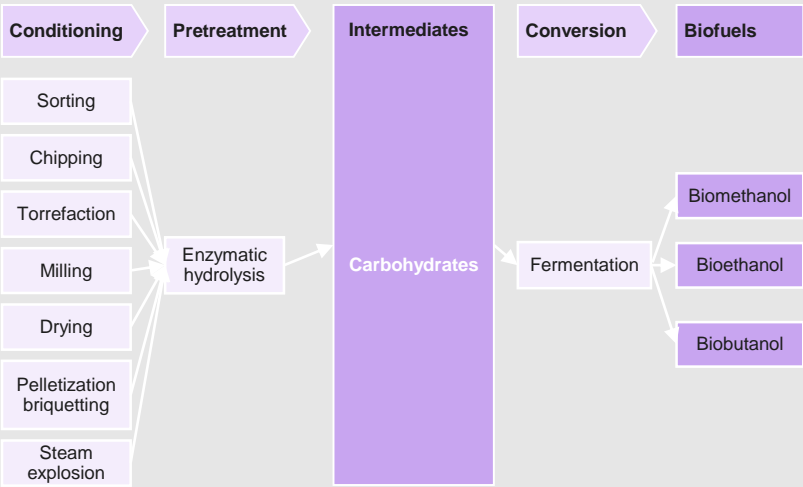 Conditioning
Pretreatment
Intermediates
Conversion
Biofuels
Sorting
Chipping
Torrefaction
Milling
Drying
Pelletization
briquetting
Steam
explosion
Enzymatic
hydrolysis
Carbohydrates
Fermentation
Biomethanol
Bioethanol
Biobutanol